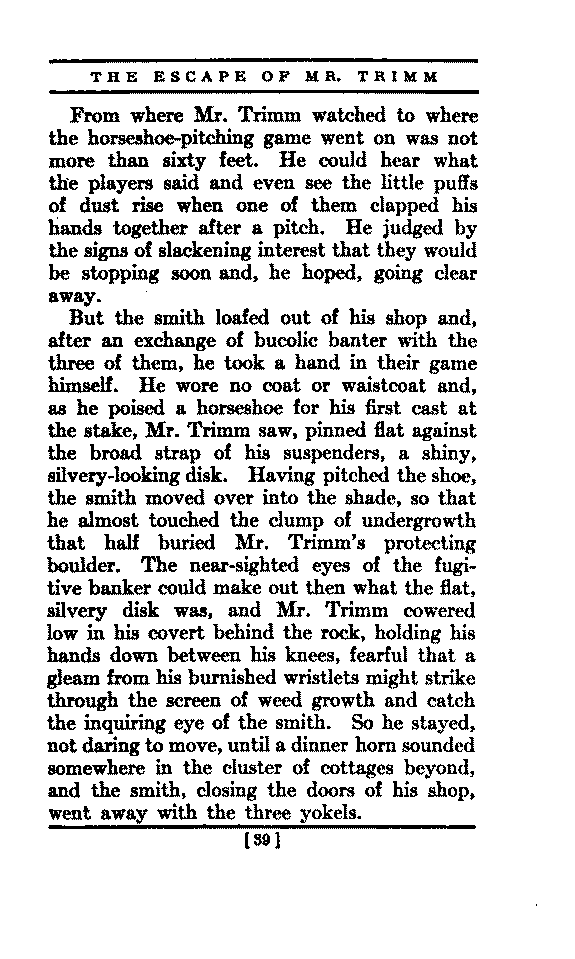 THE ESCAPE OF MR. TRIMM
From where Mr. Trimm watched to where
the horseshoe-pitching game went on was not
more than sixty feet. He could hear what
the players said and even see the little puffs
of dust rise when one of them clapped his
hands together after a pitch. He judged by
the signs of slackening interest that they would
be stopping soon and, he hoped, going clear
away.
But the smith loafed out of his shop and,
after an exchange of bucolic banter with the
three of them, he took a hand in their game
himself. He wore no coat or waistcoat and,
as he poised a horseshoe for his first cast at
the stake, Mr. Trimm saw, pinned flat against
the broad strap of his suspenders, a shiny,
silvery-looking disk. Having pitched the shoe,
the smith moved over into the shade, so that
he almost touched the clump of undergrowth
that half buried Mr. Trimm's protecting
boulder. The near-sighted eyes of the fugi-
tive banker could make out then what the flat,
silvery disk was, and Mr. Trimm cowered
low in his covert behind the rock, holding his
hands down between his knees, fearful that a
gleam from his burnished wristlets might strike
through the screen of weed growth and catch
the inquiring eye of the smith. So he stayed,
not daring to move, until a dinner horn sounded
somewhere in the cluster of cottages beyond,
and the smith, closing the doors of his shop,
went away with the three yokels.
[39]